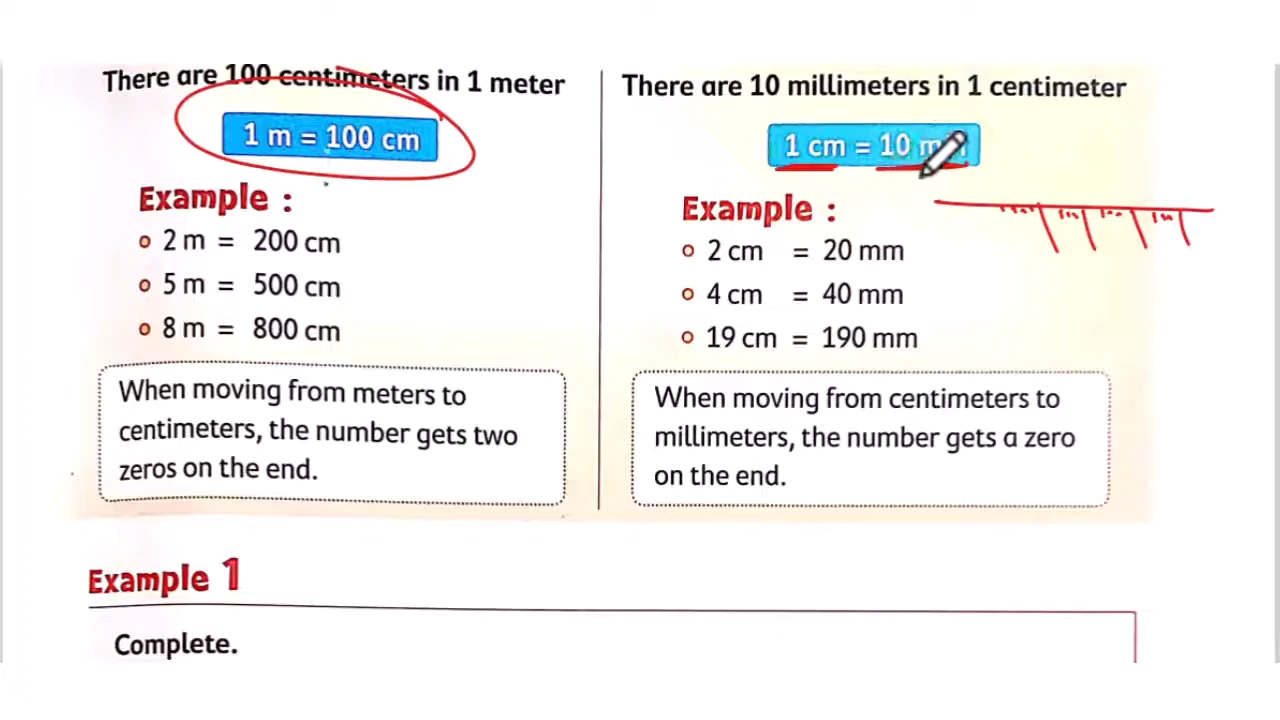 There are 100 centimeters in 1 meter
1 m = 100 cm
Example :
2 m = 200 cm
5 m = 500 cm
8 m = 800 cm
When moving from meters to
centimeters, the number gets two
zeros on the end.
There are 10 millimeters in 1 centimeter
1 cm = 10
Example :
2 cm = 20 mm
4 cm = 40 mm
19 cm = 190 mm
When moving from centimeters to
millimeters, the number gets a zero
on the end.
Example 1
Complete.